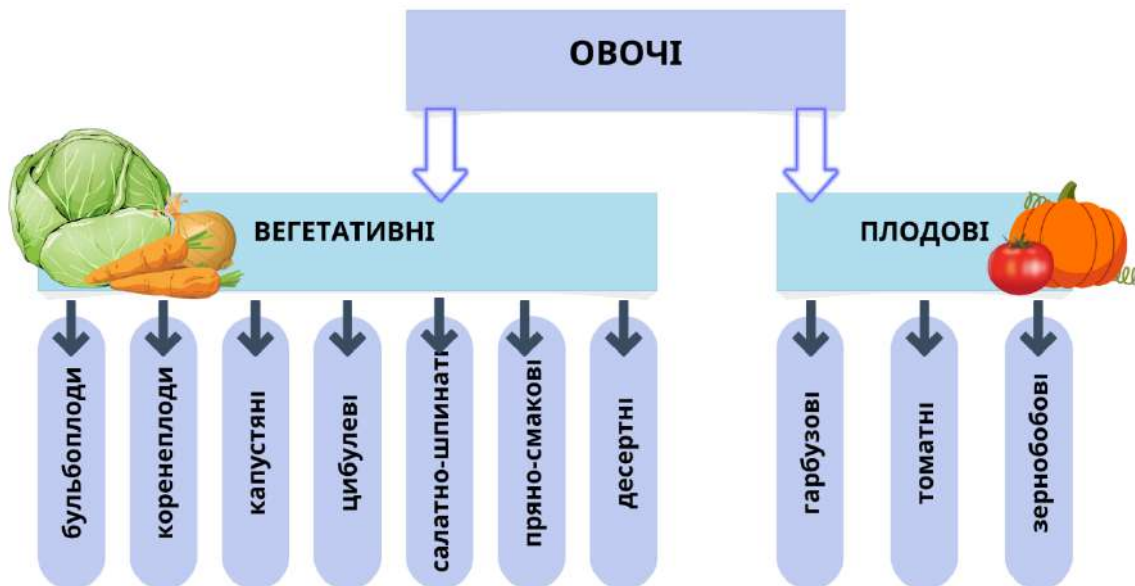 ОВОЧІ
ВЕГЕТАТИВНІ
ПЛОДОВІ
бульбоплоди
коренеплоди
капустяні
цибулеві
салатно-шпинатн
пряно-смакові
десертні
гарбузові
томатні
зернобобові